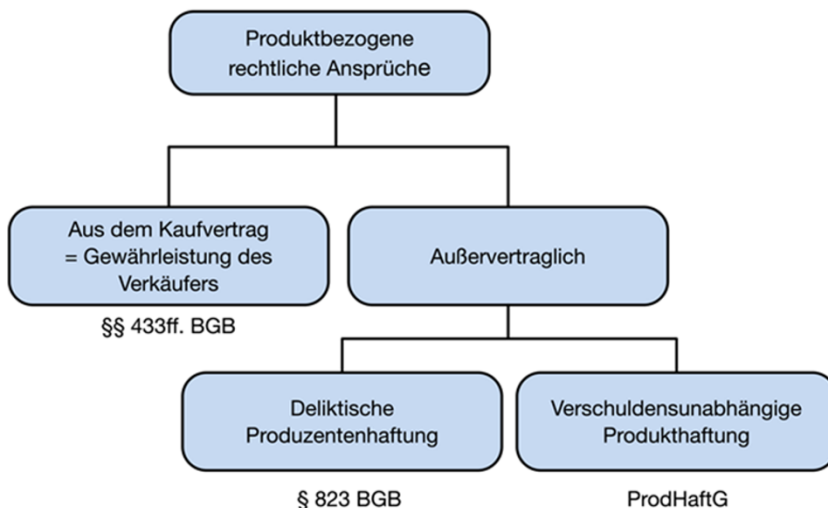 Produktbezogene
rechtliche Ansprüche
Aus dem Kaufvertrag
= Gewährleistung des
Verkäufers
§§ 433ff. BGB
Außervertraglich
Deliktische
Produzentenhaftung
§ 823 BGB
Verschuldensunabhängige
Produkthaftung
ProdHaftG